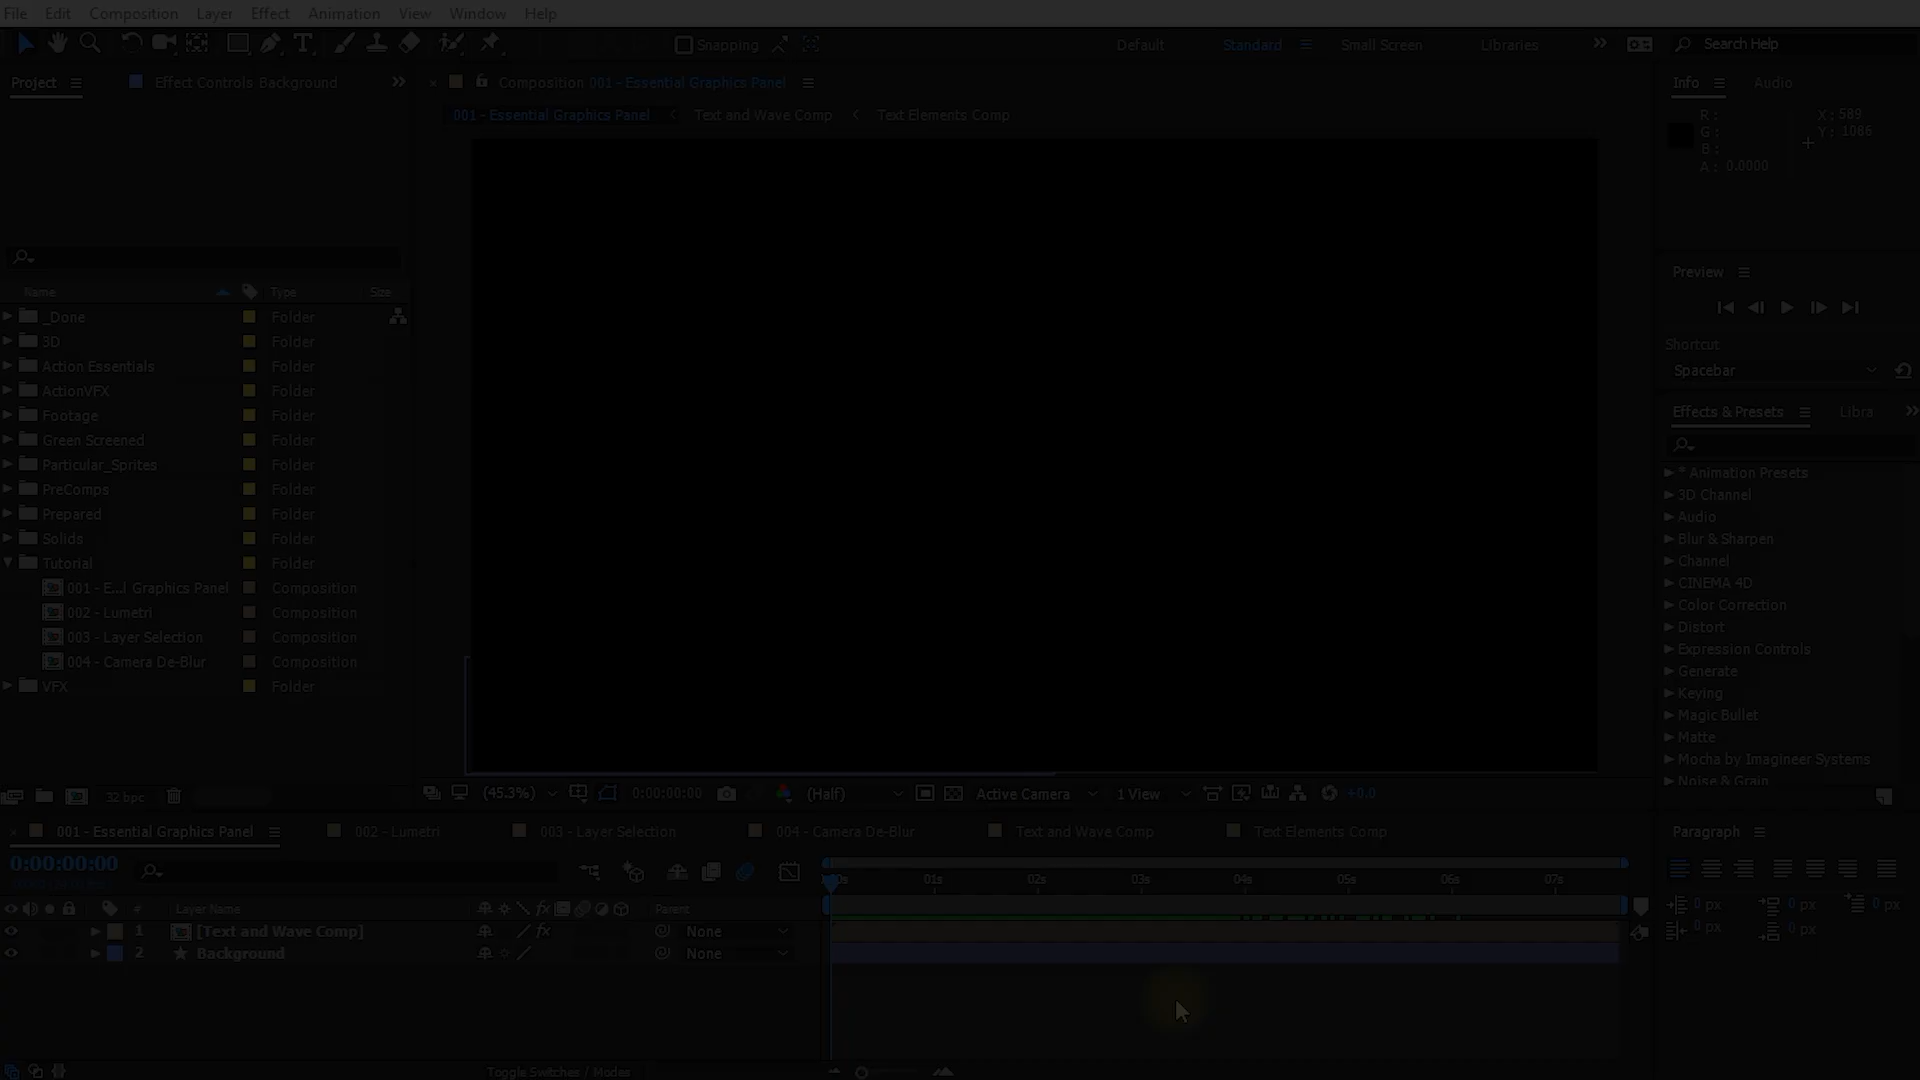 File Edit Composition Layer Effect Animation View Window Help
Snapping Default Standard Small Screen Libraries Search Help
Project Effect Controls Background
Composition 001 - Essential Graphics Panel
Info Audio
001 - Essential Graphics Panel Text and Wave Comp Text Elements Comp
R : X : 589
G : Y : 1086
B :
A : 0.0000
Preview
Name Type Size
_Done Folder
3D Folder
Shortcut
Action Essentials Folder
Spacebar
ActionVFX Folder
Footage Folder
Effects & Presets Libra
Green Screened Folder
Particular_Sprites Folder
* Animation Presets
PreComps Folder
3D Channel
Prepared Folder
Audio
Solids Folder
Blur & Sharpen
Tutorial Folder
Channel
001 - E...l Graphics Panel Composition
CINEMA 4D
002 - Lumetri Composition
Color Correction
003 - Layer Selection Composition
Distort
004 - Camera De-Blur Composition
Expression Controls
VFX Folder
Generate
Keying
Magic Bullet
Matte
Mocha by Imagineer Systems
Noise & Grain
32 bpc (45.3%) 0:00:00:00 (Half) Active Camera 1 View +0.0
001 - Essential Graphics Panel 002 - Lumetri 003 - Layer Selection 004 - Camera De-Blur Text and Wave Comp Text Elements Comp Paragraph
0:00:00:00
01s 02s 03s 04s 05s 06s 07s
# Layer Name fx Parent 0 px 0 px 0 px
1 [Text and Wave Comp] fx None 0 px 0 px
2 Background None
Toggle Switches / Modes